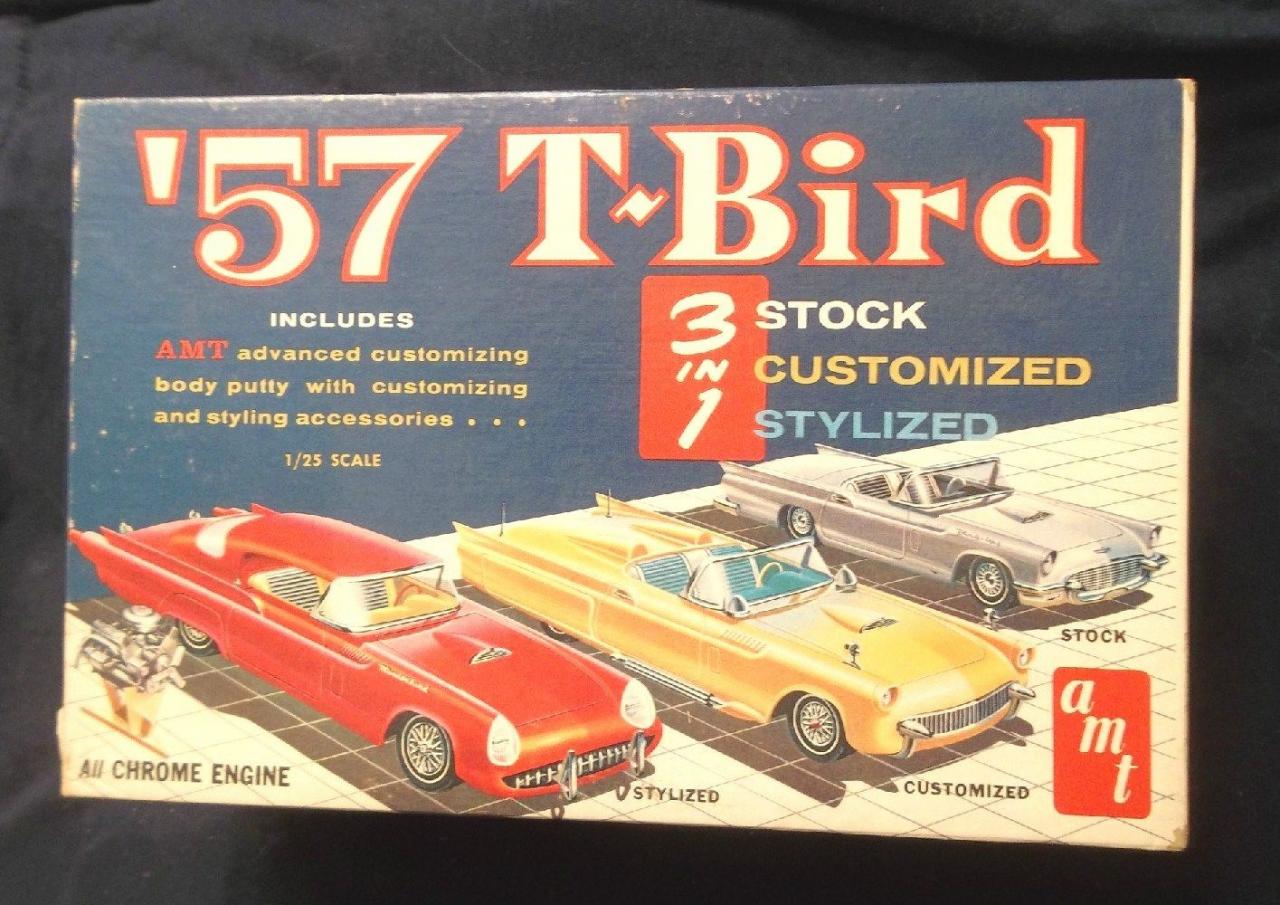 '57 T-Bird
INCLUDES
AMT advanced customizing
body putty with customizing
and styling accessories . . .
1/25 SCALE
3 IN 1
STOCK
CUSTOMIZED
STYLIZED
STOCK
All CHROME ENGINE
STYLIZED
CUSTOMIZED
amt